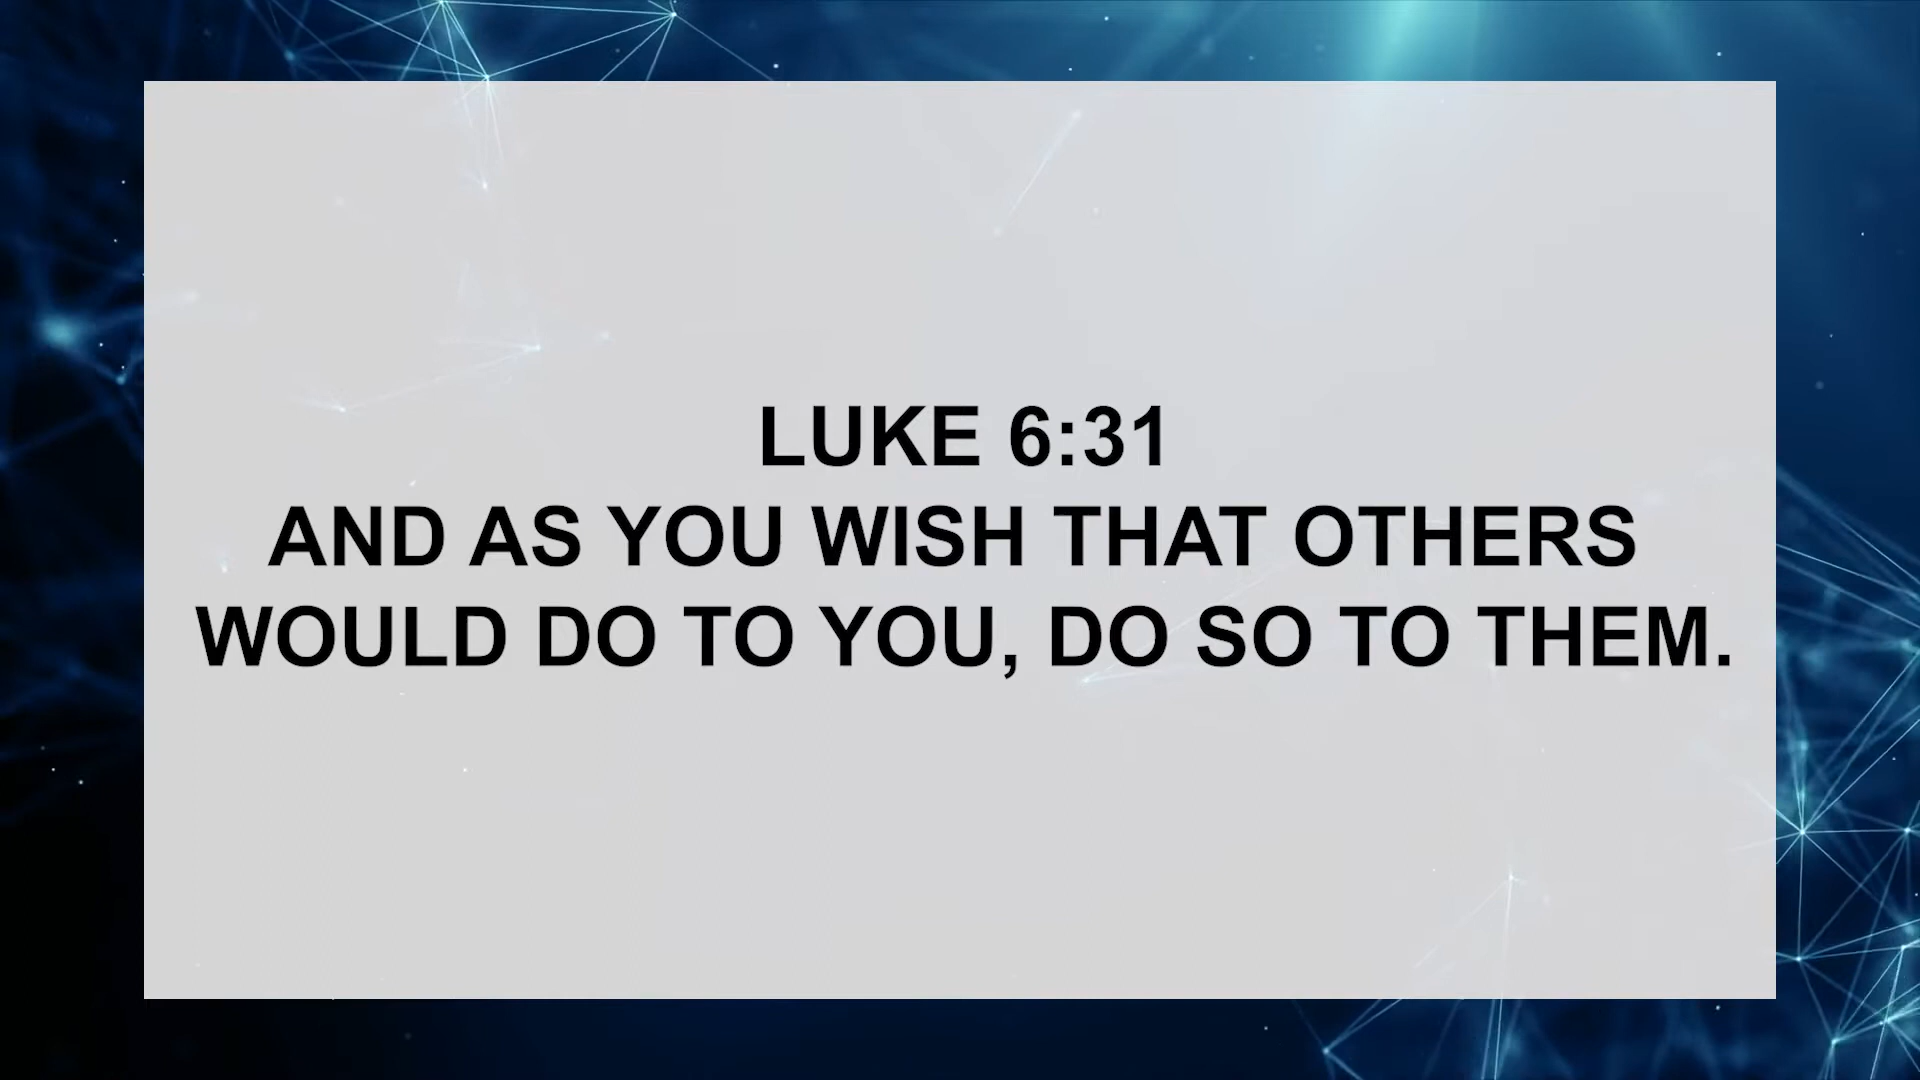 LUKE 6:31
AND AS YOU WISH THAT OTHERS
WOULD DO TO YOU, DO SO TO THEM.